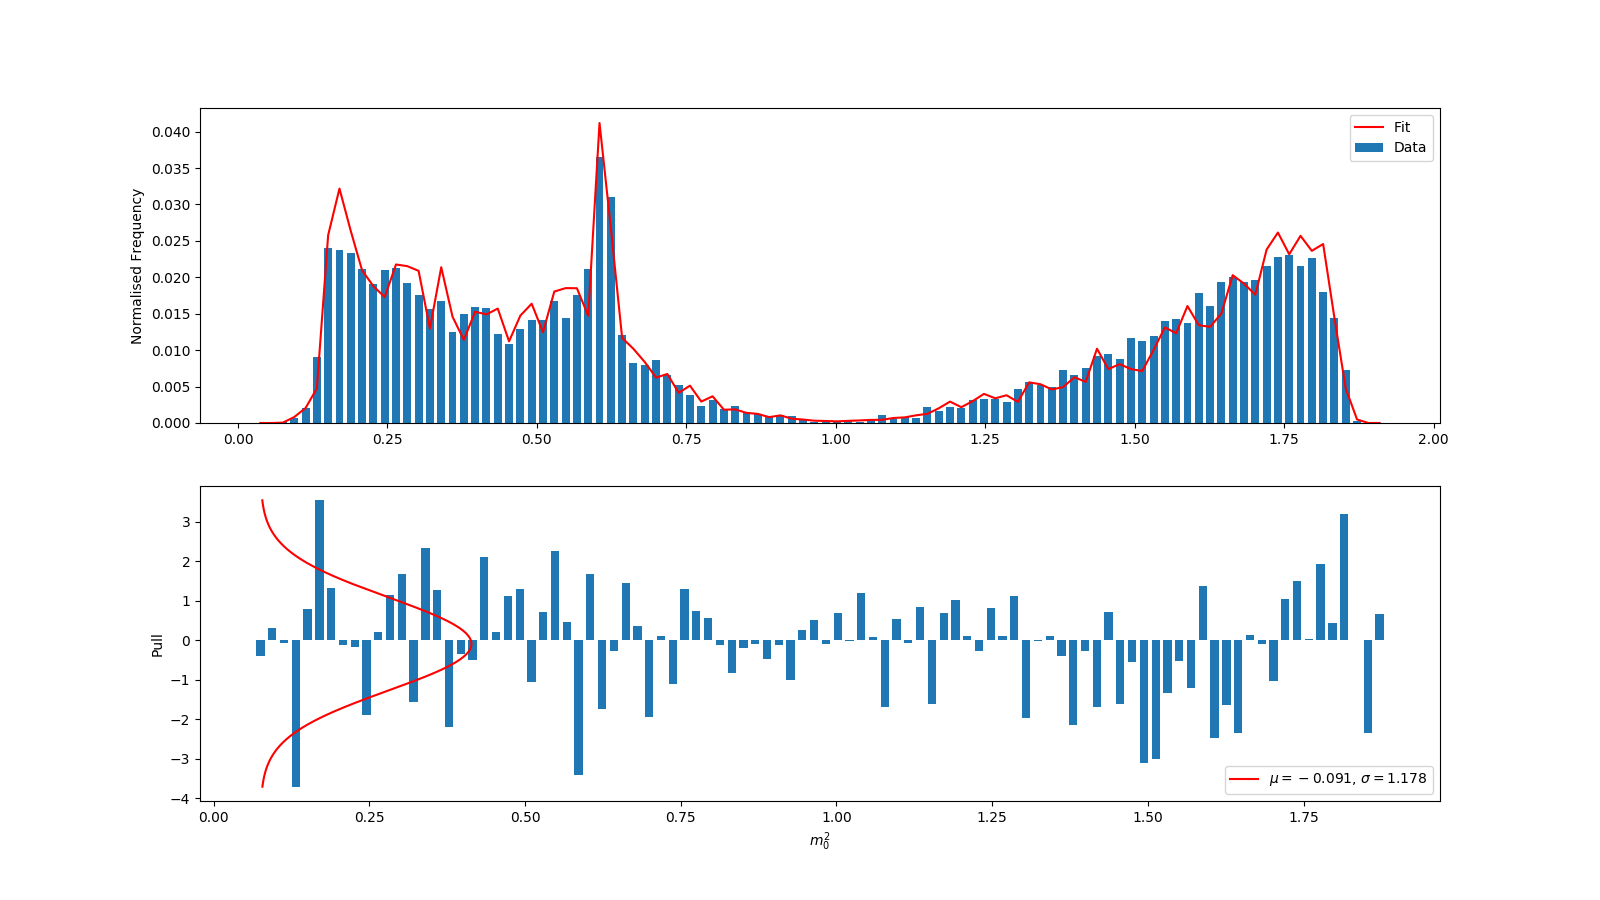 0.040
0.035
0.030
0.025
0.020
0.015
0.010
0.005
0.000
Normalised Frequency
Fit
Data
0.00 0.25 0.50 0.75 1.00 1.25 1.50 1.75 2.00
3
2
1
0
−1
−2
−3
−4
Pull
μ = −0.091, σ = 1.178
0.00 0.25 0.50 0.75 1.00 1.25 1.50 1.75
m₀²